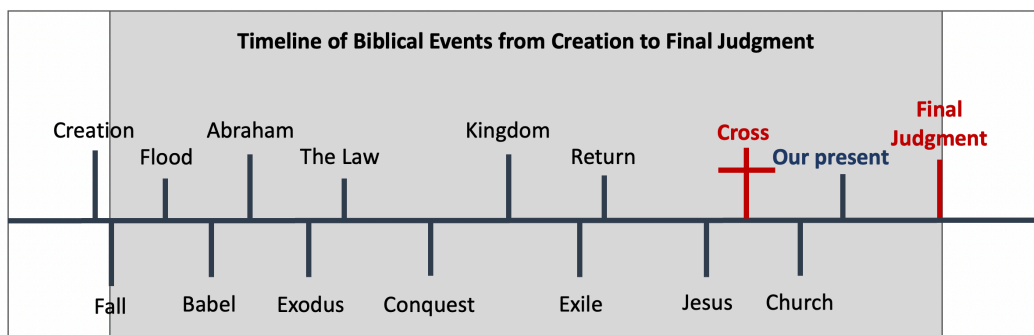 Timeline of Biblical Events from Creation to Final Judgment
Creation
Flood
Abraham
The Law
Kingdom
Return
Cross
Our present
Final
Judgment
Fall
Babel
Exodus
Conquest
Exile
Jesus
Church